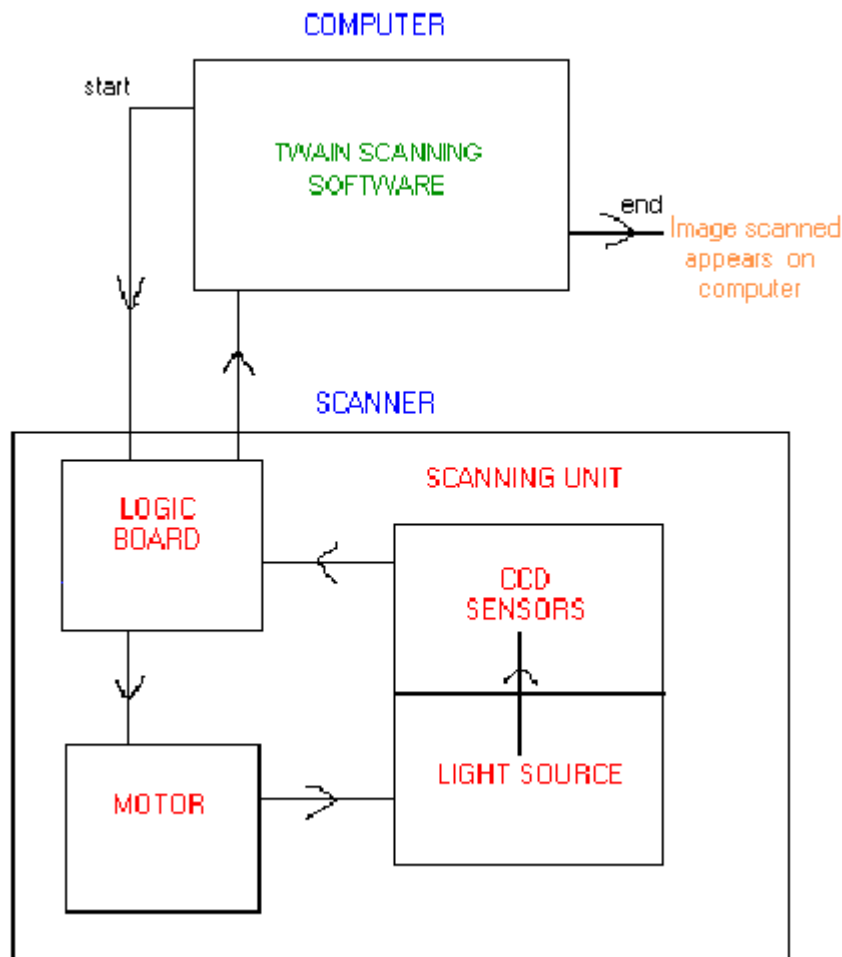 COMPUTER
start
TWAIN SCANNING
SOFTWARE
end
Image scanned
appears on
computer
SCANNER
SCANNING UNIT
LOGIC
BOARD
CCD
SENSORS
LIGHT SOURCE
MOTOR